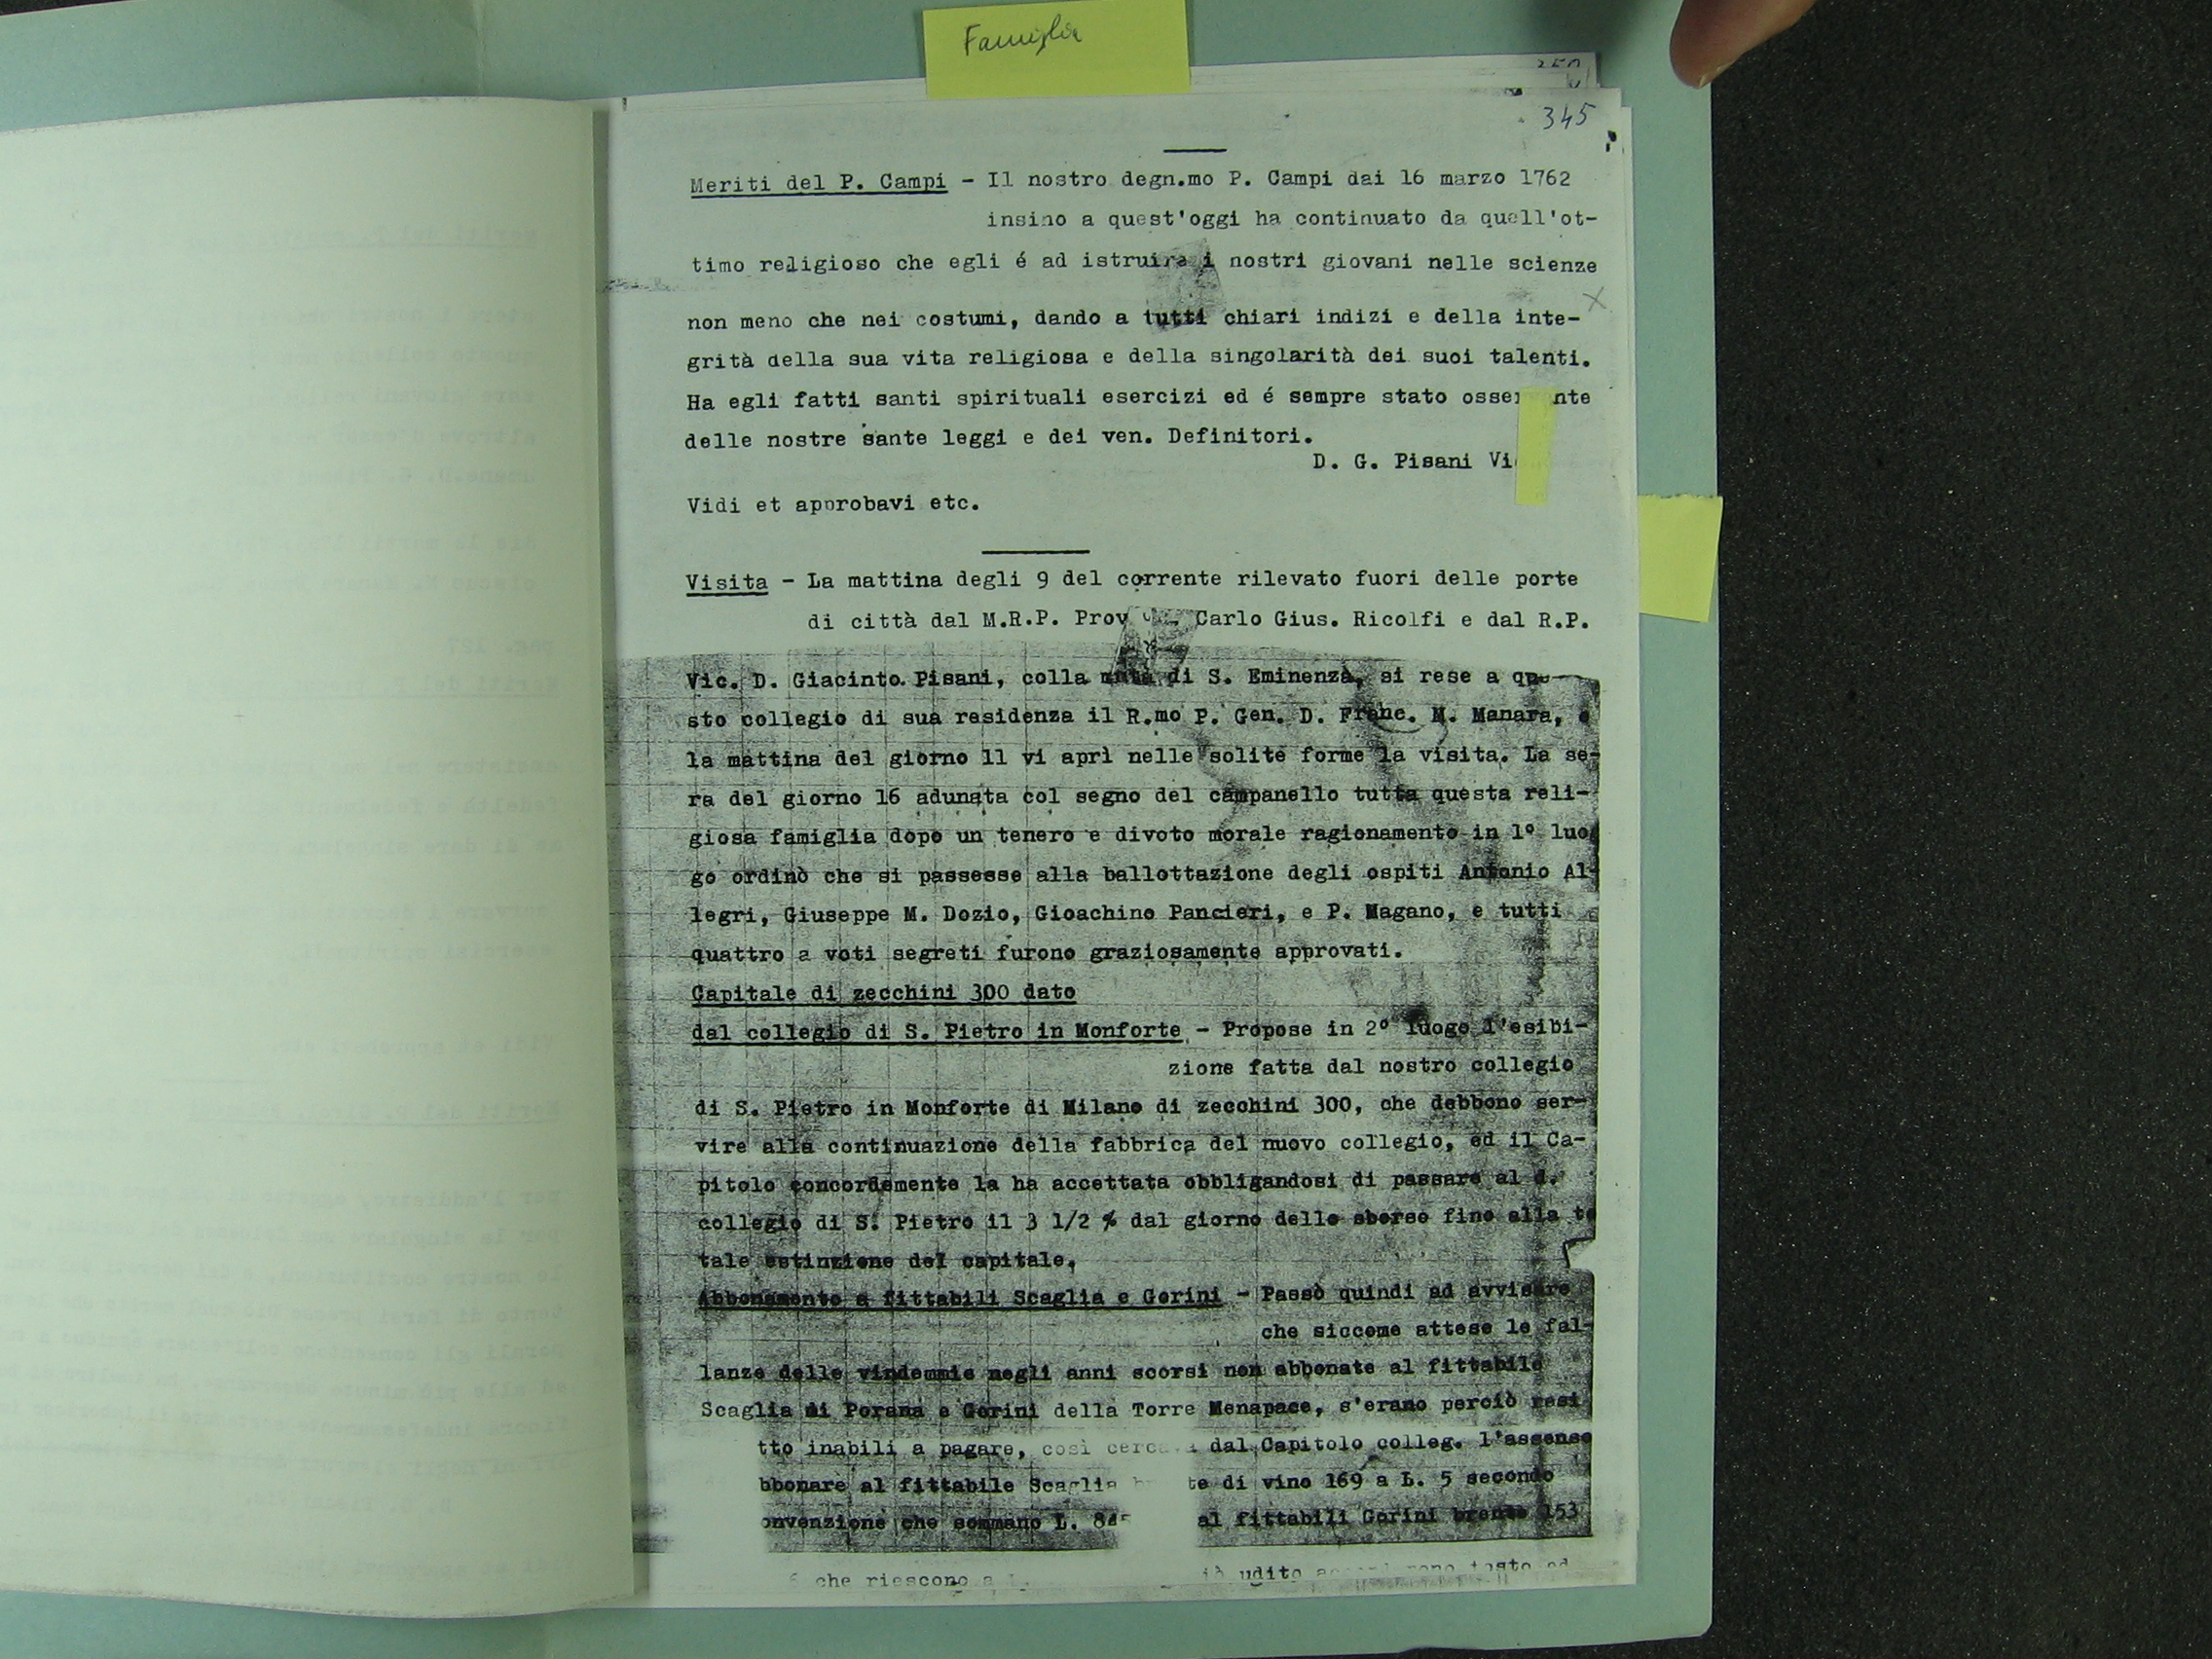 Famiglia
345
Meriti del P. Campi - Il nostro degn.mo P. Campi dai 16 marzo 1762
insino a quest'oggi ha continuato da quell'ot-
timo religioso che egli é ad istruire i nostri giovani nelle scienze
non meno che nei costumi, dando a tutti chiari indizi e della inte-
grità della sua vita religiosa e della singolarità dei suoi talenti.
Ha egli fatti santi spirituali esercizi ed é sempre stato osser nte
delle nostre sante leggi e dei ven. Definitori.
D. G. Pisani Vi
Vidi et approbavi etc.
Visita - La mattina degli 9 del corrente rilevato fuori delle porte
di città dal M.R.P. Prov Carlo Gius. Ricolfi e dal R.P.
Vic. D. Giacinto Pisani, colla muta di S. Eminenza, si rese a que
sto collegio di sua residenza il R.mo P. Gen. D. Franc. M. Manara, e
la mattina del giorno 11 vi aprì nelle solite forme la visita. La se-
ra del giorno 16 adunata col segno del campanello tutta questa reli-
giosa famiglia dopo un tenero e divoto morale ragionamento in 1° luo
go ordinò che si passesse alla ballottazione degli ospiti Antonio Al-
legri, Giuseppe M. Dozio, Gioachino Pancieri, e P. Magano, e tutti
quattro a voti segreti furono graziosamente approvati.
Capitale di zecchini 300 dato
dal collegio di S. Pietro in Monforte - Propose in 2° luogo l'esibi-
zione fatta dal nostro collegio
di S. Pietro in Monforte di Milano di zecchini 300, che debbono ser-
vire alla continuazione della fabbrica del nuovo collegio, ed il Ca-
pitolo concordemente la ha accettata obbligandosi di passare al d.
collegio di S. Pietro il 3 1/2 % dal giorno dello sborso fino alla to
tale estinzione del capitale.
Abbonamento a fittabili Scaglia e Gorini - Passò quindi ad avvisare
che siccome attese le fal-
lanze delle vindemmie negli anni scorsi non abbonate al fittabile
Scaglia di Porana e Gorini della Torre Menapace, s'erano perciò resi
tto inabili a pagare, così cerca dal Capitolo colleg. l'assenso
bbonare al fittabile Scaglia te di vino 169 a L. 5 secondo
onvenzione che sommano L. 845 al fittabili Gorini brente 153
che riescono a udito tosto ed